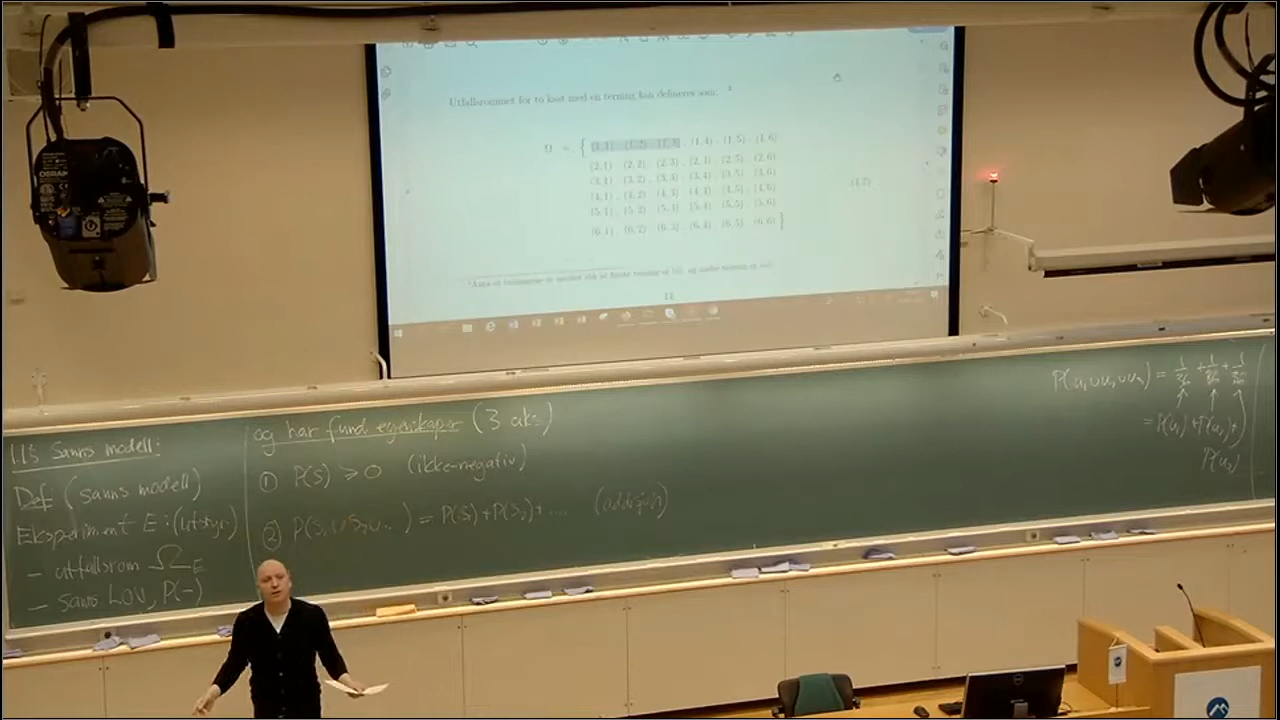 Utfallsrommet for to kast med en terning kan defineres som:
Ω = { (1,1) , (1,2) , (1,3) , (1,4) , (1,5) , (1,6)
(2,1) , (2,2) , (2,3) , (2,4) , (2,5) , (2,6)
(3,1) , (3,2) , (3,3) , (3,4) , (3,5) , (3,6)
(4,1) , (4,2) , (4,3) , (4,4) , (4,5) , (4,6)
(5,1) , (5,2) , (5,3) , (5,4) , (5,5) , (5,6)
(6,1) , (6,2) , (6,3) , (6,4) , (6,5) , (6,6) }
OSRAM
1.1.5 Sanns modell:
Def: (sanns modell)
Eksperiment E: (utstyr)
- utfallsrom Ω_E
- Sanns LOV, P(-)
og har fund egenskaper (3 aks.)
① P(S) ⩾ 0 (ikke-negativ)
② P(S₁∪S₂∪...) = P(S₁)+P(S₂)+.... (addisjon)
P(u₁∪u₂∪u₃) =
= P(u₁)+P(u₂)+
P(u₃)